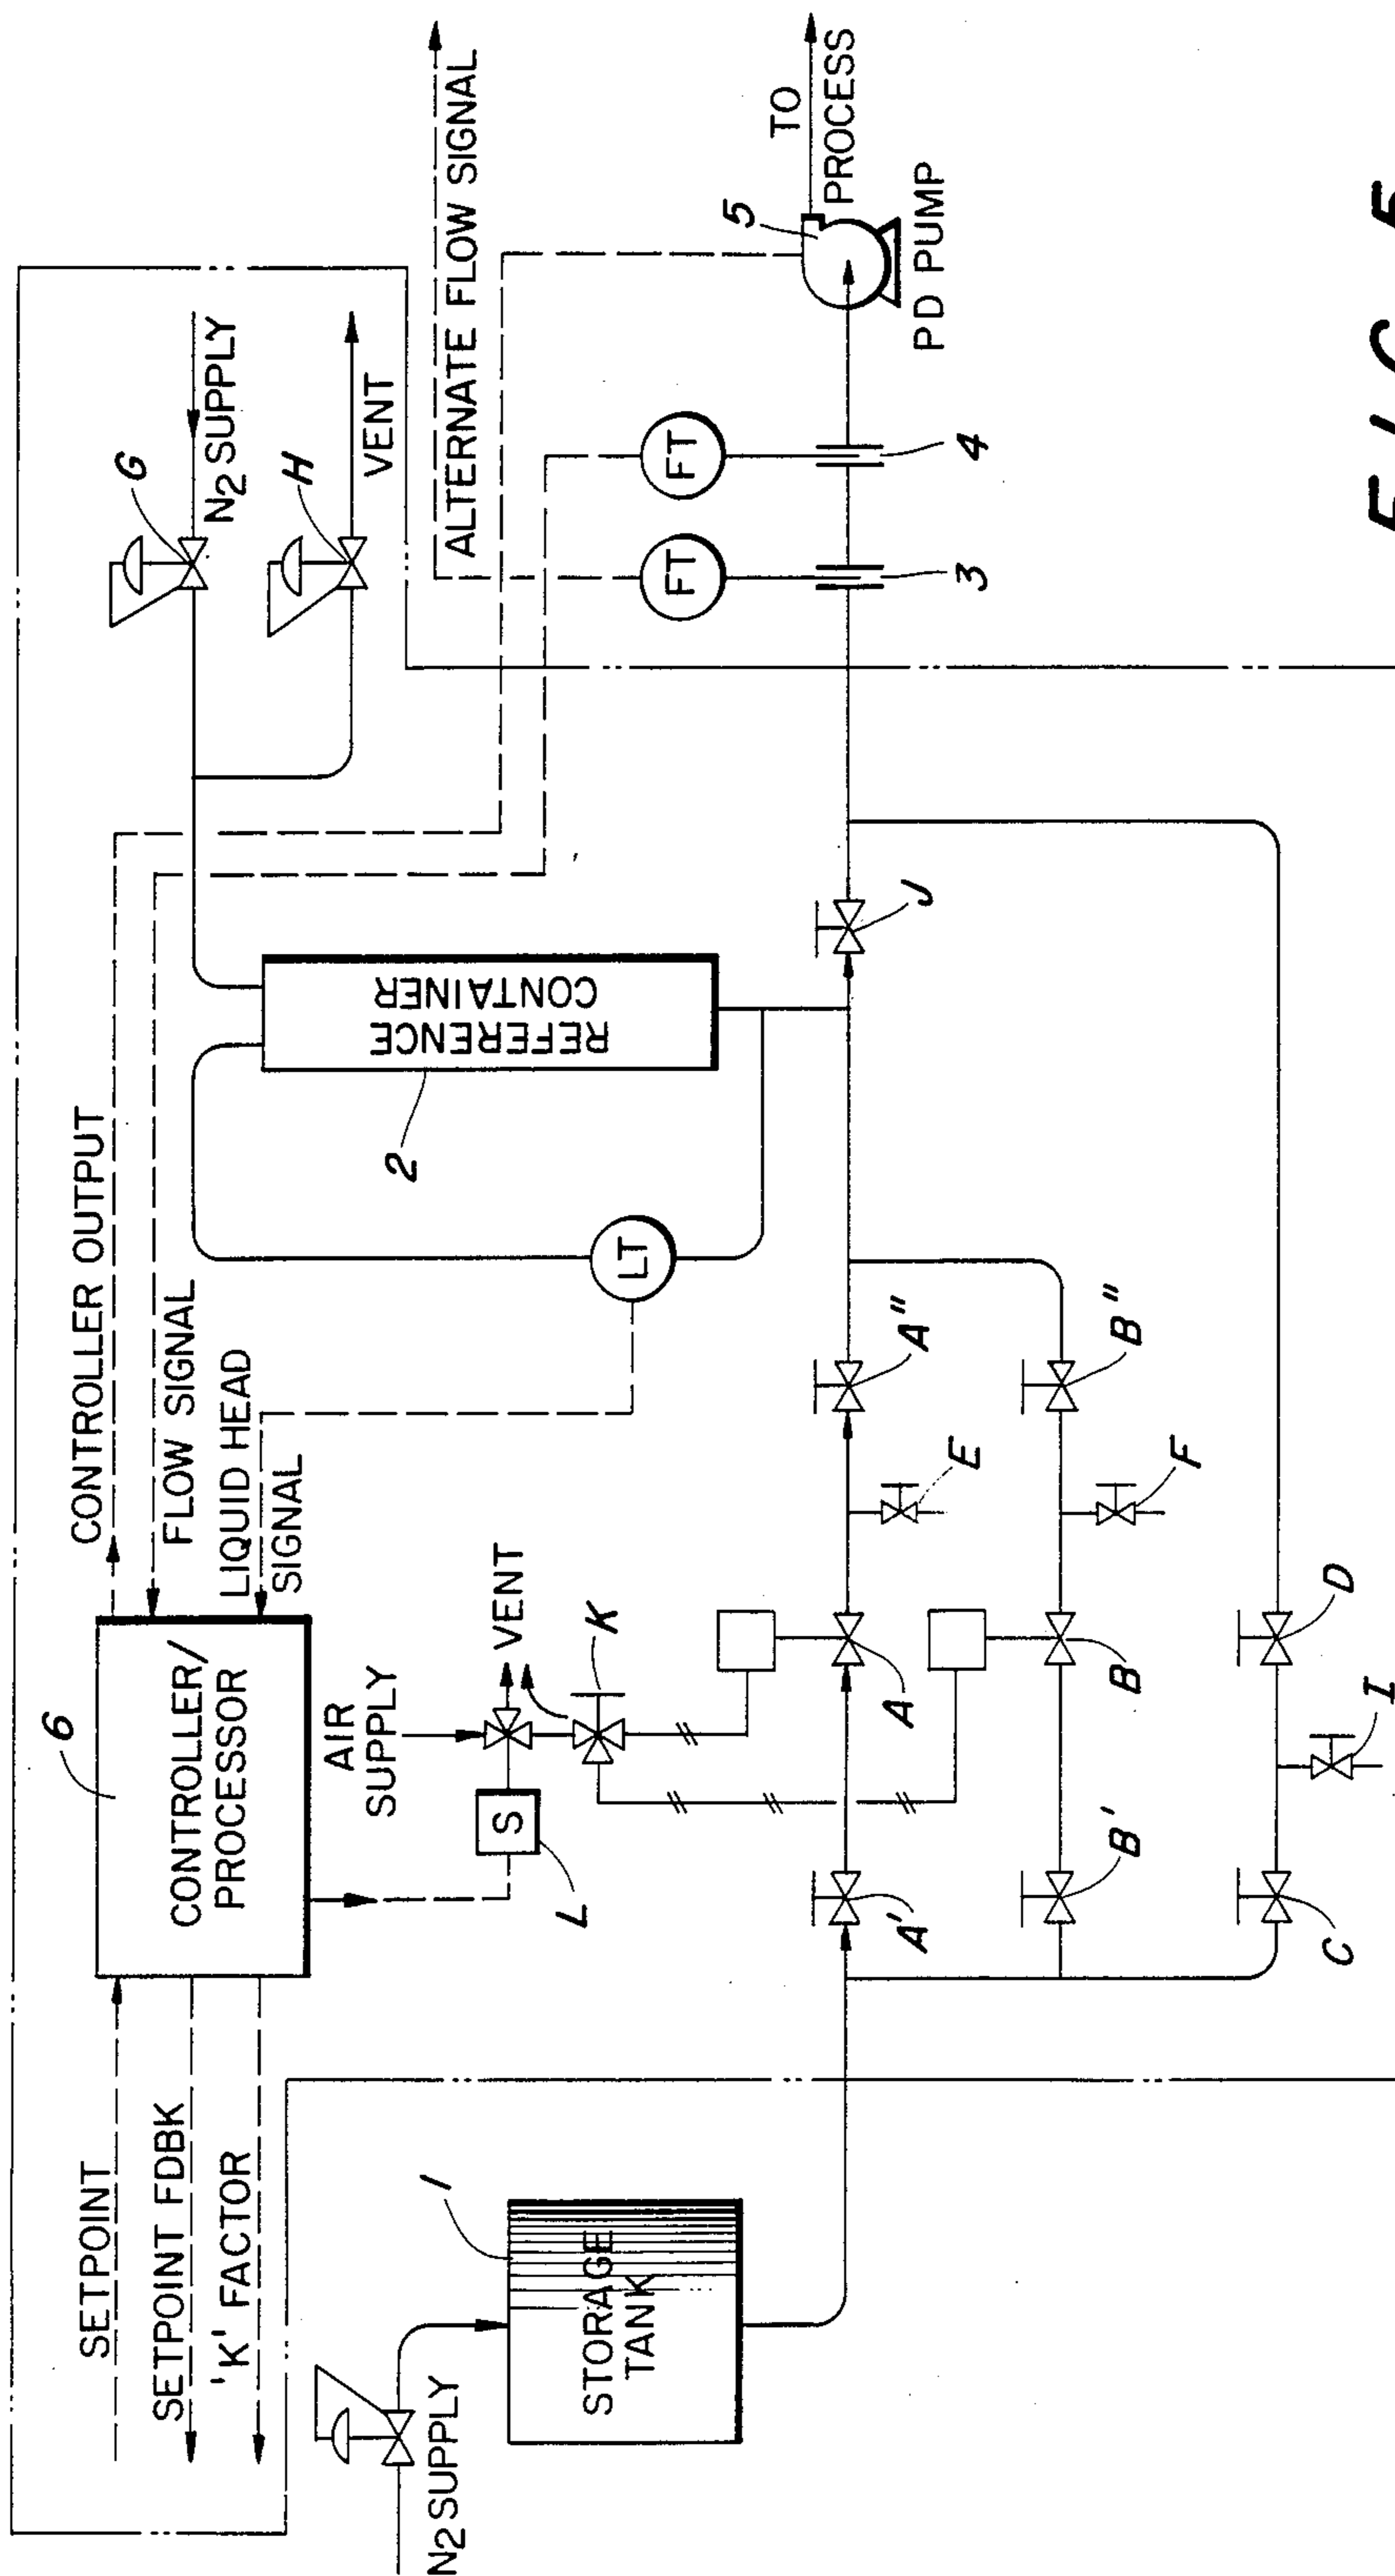 SETPOINT
SETPOINT FDBK
'K' FACTOR
6
CONTROLLER/
PROCESSOR
CONTROLLER OUTPUT
FLOW SIGNAL
LIQUID HEAD
SIGNAL
G
N2 SUPPLY
H
VENT
ALTERNATE FLOW SIGNAL
N2 SUPPLY
1
STORAGE
TANK
AIR
SUPPLY
VENT
S
L
K
LT
2
REFERENCE
CONTAINER
FT
FT
3
4
5
TO
PROCESS
PD PUMP
A'
A
E
A"
J
B'
B
F
B"
C
I
D